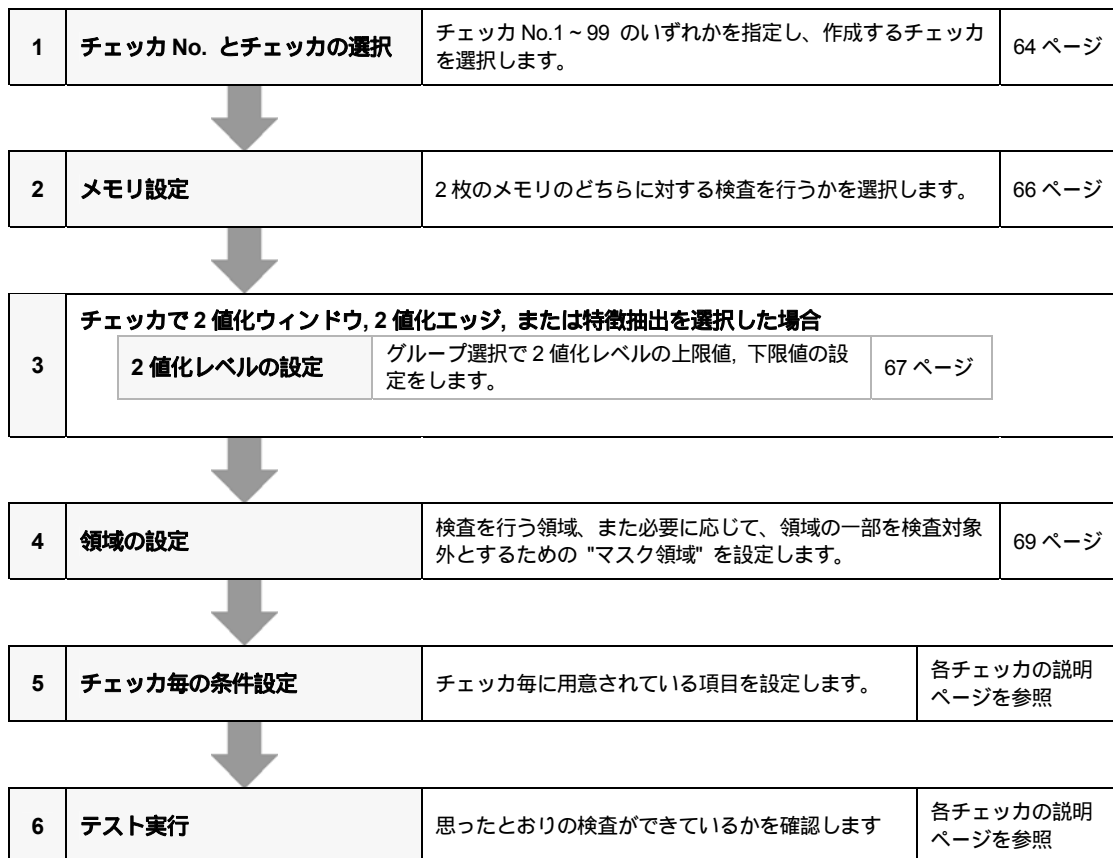 1
チェッカ No. とチェッカの選択
チェッカ No.1 ~ 99 のいずれかを指定し、作成するチェッカ
を選択します。
64 ページ
2
メモリ設定
2 枚のメモリのどちらに対する検査を行うかを選択します。
66 ページ
3
チェッカで 2 値化ウィンドウ, 2 値化エッジ, または特徴抽出を選択した場合
2 値化レベルの設定
グループ選択で 2 値化レベルの上限値, 下限値の設
定をします。
67 ページ
4
領域の設定
検査を行う領域、また必要に応じて、領域の一部を検査対象
外とするための "マスク領域" を設定します。
69 ページ
5
チェッカ毎の条件設定
チェッカ毎に用意されている項目を設定します。
各チェッカの説明
ページを参照
6
テスト実行
思ったとおりの検査ができているかを確認します
各チェッカの説明
ページを参照